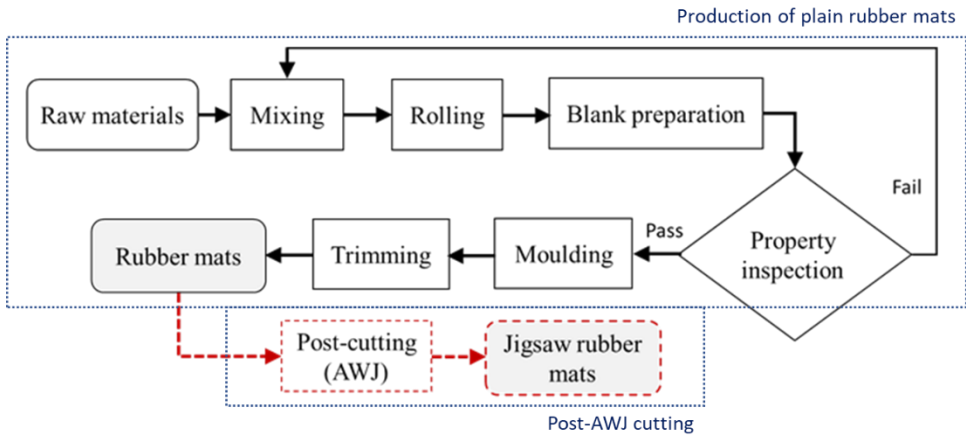 Production of plain rubber mats
Raw materials
Mixing
Rolling
Blank preparation
Fail
Property
inspection
Pass
Moulding
Trimming
Rubber mats
Post-cutting
(AWJ)
Jigsaw rubber
mats
Post-AWJ cutting